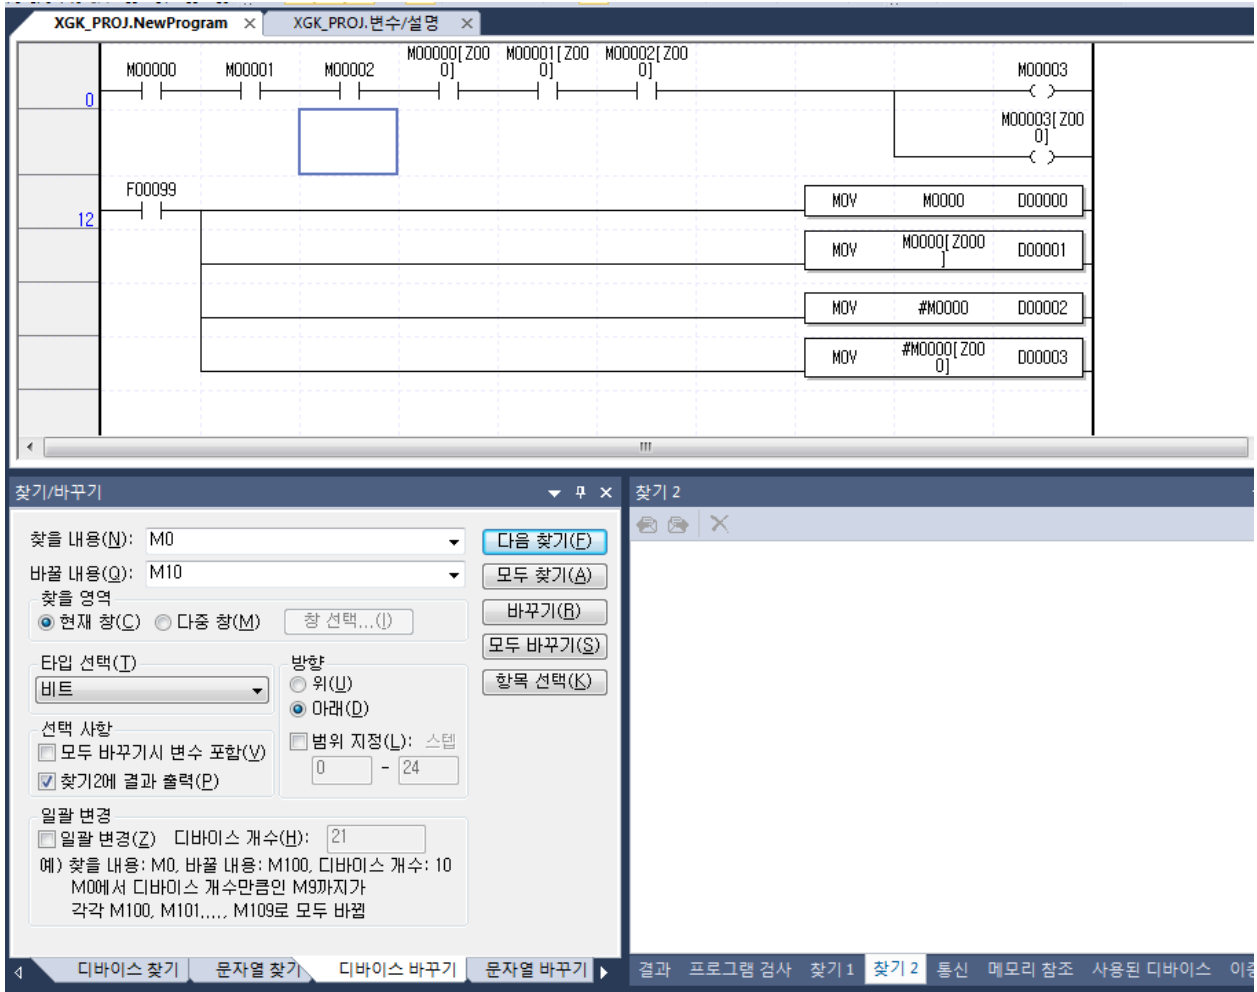 XGK_PROJ.NewProgram ×
XGK_PROJ.변수/설명 ×
M00000
M00001
M00002
M00000[Z00
0]
M00001[Z00
0]
M00002[Z00
0]
M00003
0
M00003[Z00
0]
F00099
12
MOV M0000 D00000
MOV M0000[Z000
] D00001
MOV #M0000 D00002
MOV #M0000[Z00
0] D00003
찾기/바꾸기
찾을 내용(N): M0
다음 찾기(F)
바꿀 내용(Q): M10
모두 찾기(A)
찾을 영역
현재 창(C) 다중 창(M) 창 선택...(I)
바꾸기(R)
모두 바꾸기(S)
항목 선택(K)
타입 선택(T)
비트
방향
위(U)
아래(D)
선택 사항
모두 바꾸기시 변수 포함(V)
찾기2에 결과 출력(P)
범위 지정(L): 스텝
0 - 24
일괄 변경
일괄 변경(Z) 디바이스 개수(H): 21
예) 찾을 내용: M0, 바꿀 내용: M100, 디바이스 개수: 10
M0에서 디바이스 개수만큼인 M9까지가
각각 M100, M101,..., M109로 모두 바뀜
디바이스 찾기 문자열 찾기 디바이스 바꾸기 문자열 바꾸기
찾기 2
결과 프로그램 검사 찾기 1 찾기 2 통신 메모리 참조 사용된 디바이스